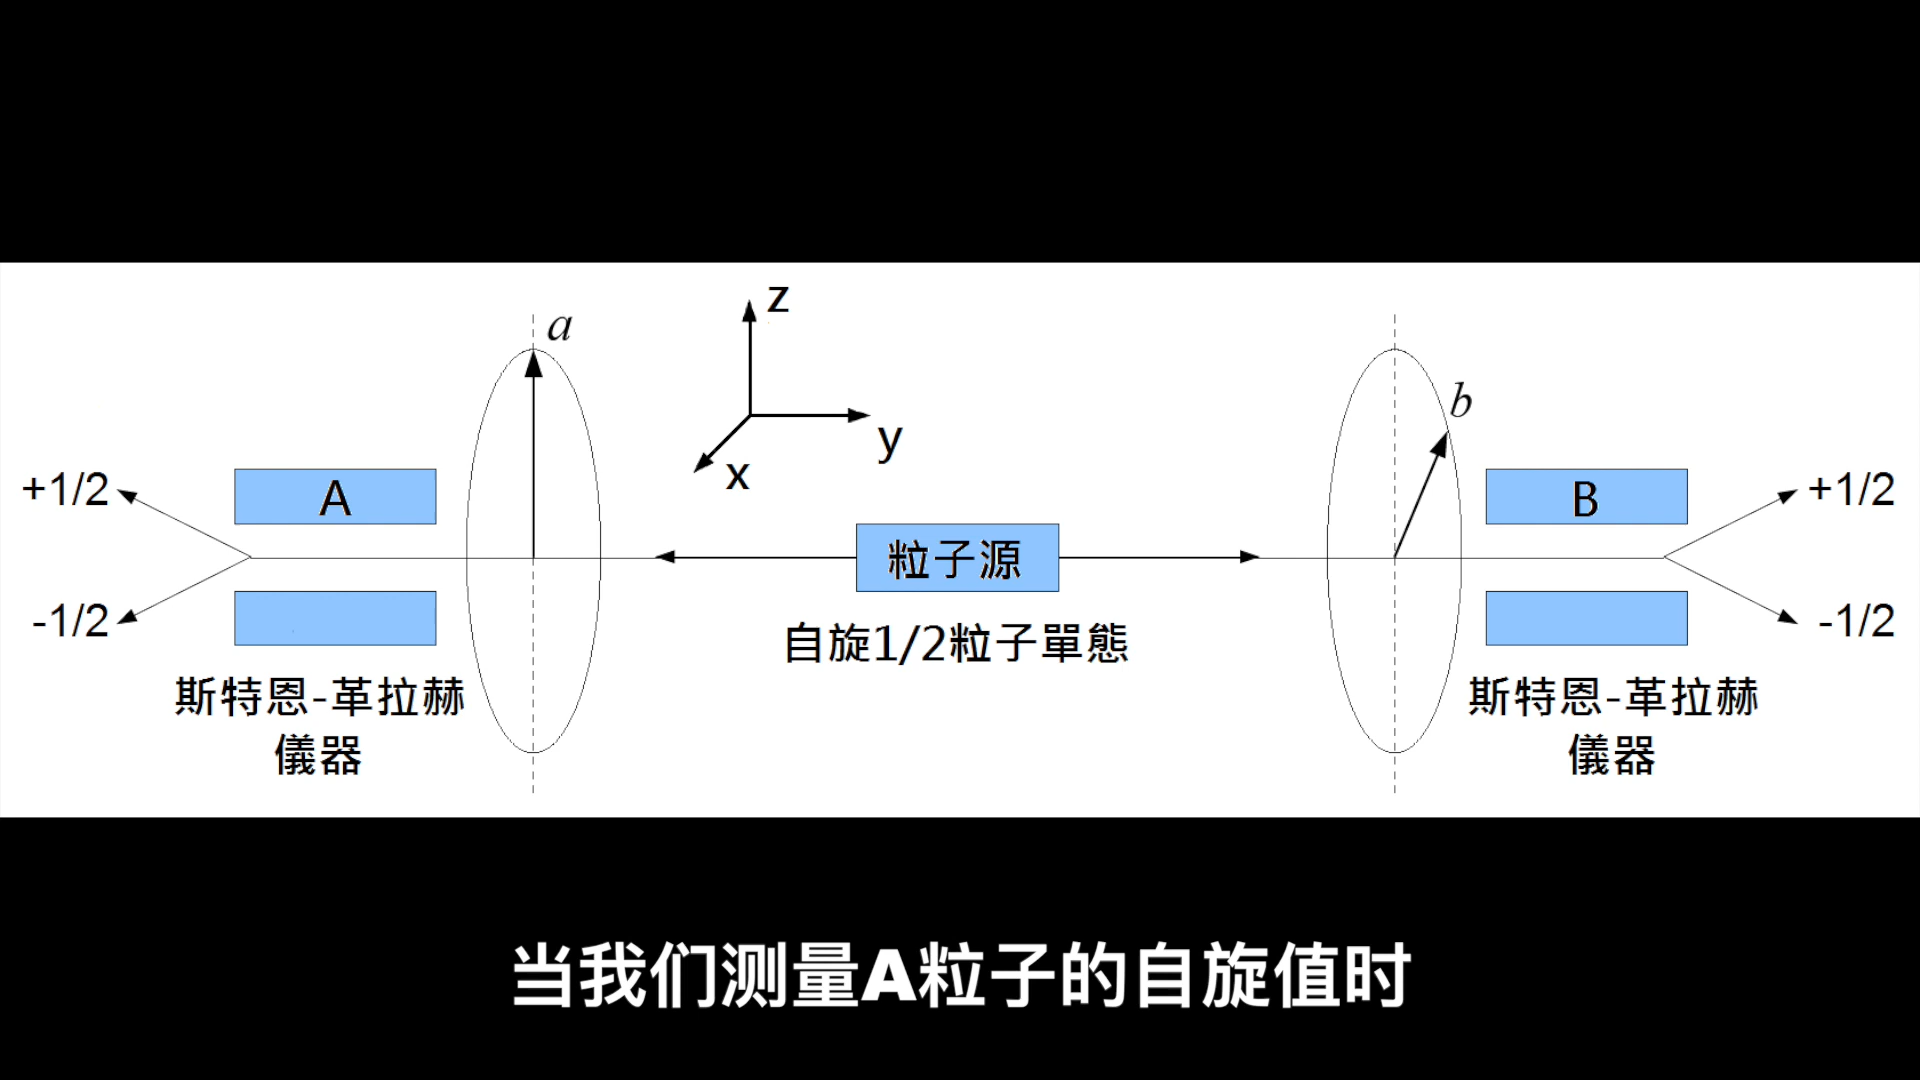 z
a
y
x
b
+1/2
A
-1/2
斯特恩-革拉赫
儀器
粒子源
自旋1/2粒子單態
B
+1/2
-1/2
斯特恩-革拉赫
儀器
当我们测量A粒子的自旋值时